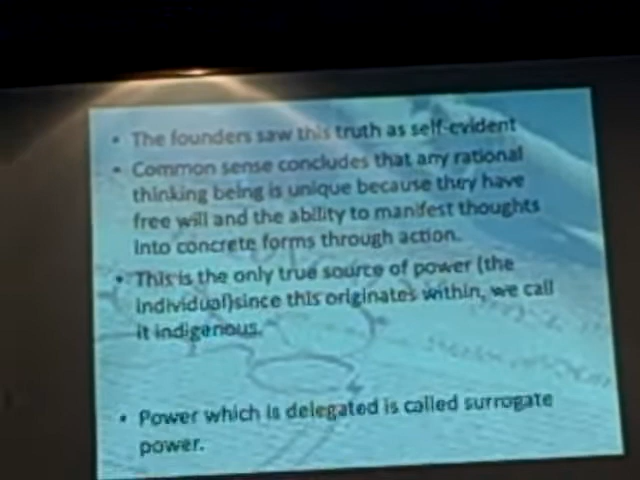 • The founders saw this truth as self-evident
• Common sense concludes that any rational
thinking being is unique because they have
free will and the ability to manifest thoughts
into concrete forms through action.
• This is the only true source of power (the
individual)since this originates within, we call
it indigenous.
• Power which is delegated is called surrogate
power.